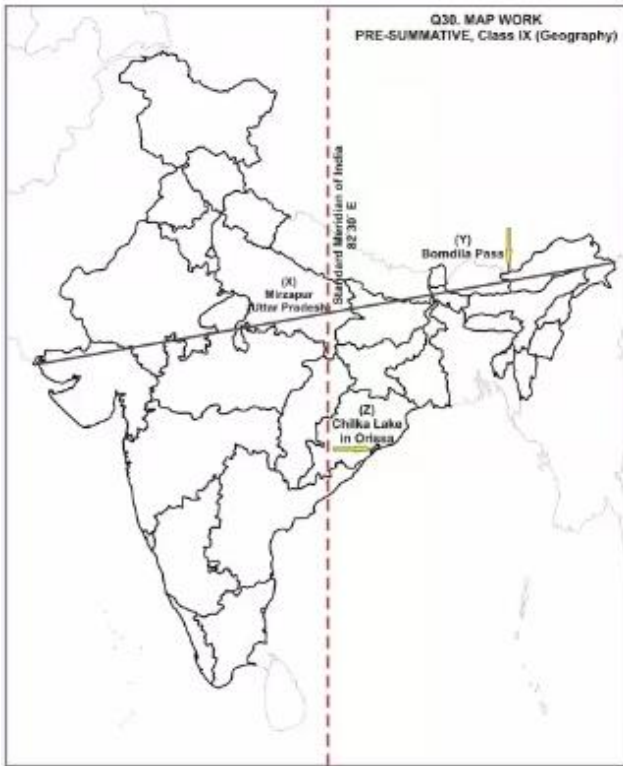 Q30. MAP WORK
PRE-SUMMATIVE, Class IX (Geography)
Standard Meridian of India
82 30' E
(Y)
Bomdila Pass
(X)
Mirzapur
Uttar Pradesh
(Z)
Chilka Lake
in Orissa